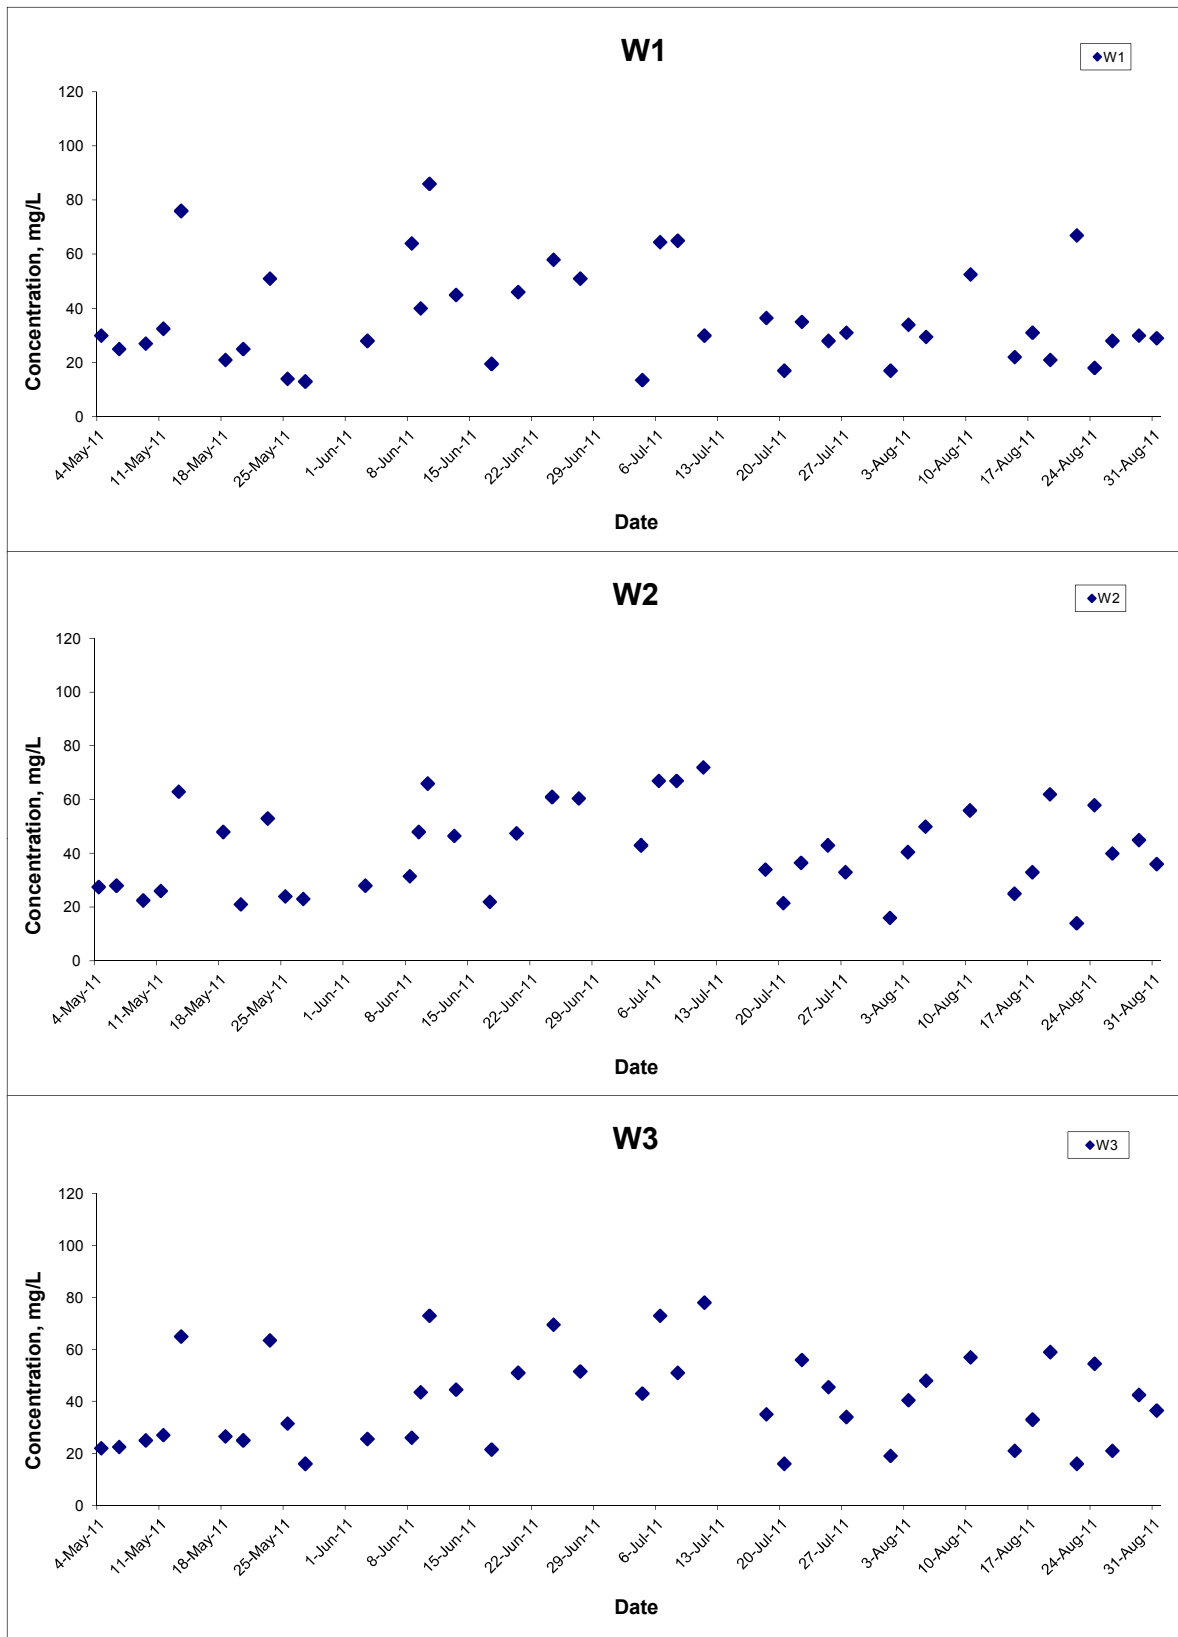 W1
W1
120
100
80
60
40
20
0
Concentration, mg/L
4-May-11 11-May-11 18-May-11 25-May-11 1-Jun-11 8-Jun-11 15-Jun-11 22-Jun-11 29-Jun-11 6-Jul-11 13-Jul-11 20-Jul-11 27-Jul-11 3-Aug-11 10-Aug-11 17-Aug-11 24-Aug-11 31-Aug-11
Date
W2
W2
120
100
80
60
40
20
0
Concentration, mg/L
4-May-11 11-May-11 18-May-11 25-May-11 1-Jun-11 8-Jun-11 15-Jun-11 22-Jun-11 29-Jun-11 6-Jul-11 13-Jul-11 20-Jul-11 27-Jul-11 3-Aug-11 10-Aug-11 17-Aug-11 24-Aug-11 31-Aug-11
Date
W3
W3
120
100
80
60
40
20
0
Concentration, mg/L
4-May-11 11-May-11 18-May-11 25-May-11 1-Jun-11 8-Jun-11 15-Jun-11 22-Jun-11 29-Jun-11 6-Jul-11 13-Jul-11 20-Jul-11 27-Jul-11 3-Aug-11 10-Aug-11 17-Aug-11 24-Aug-11 31-Aug-11
Date